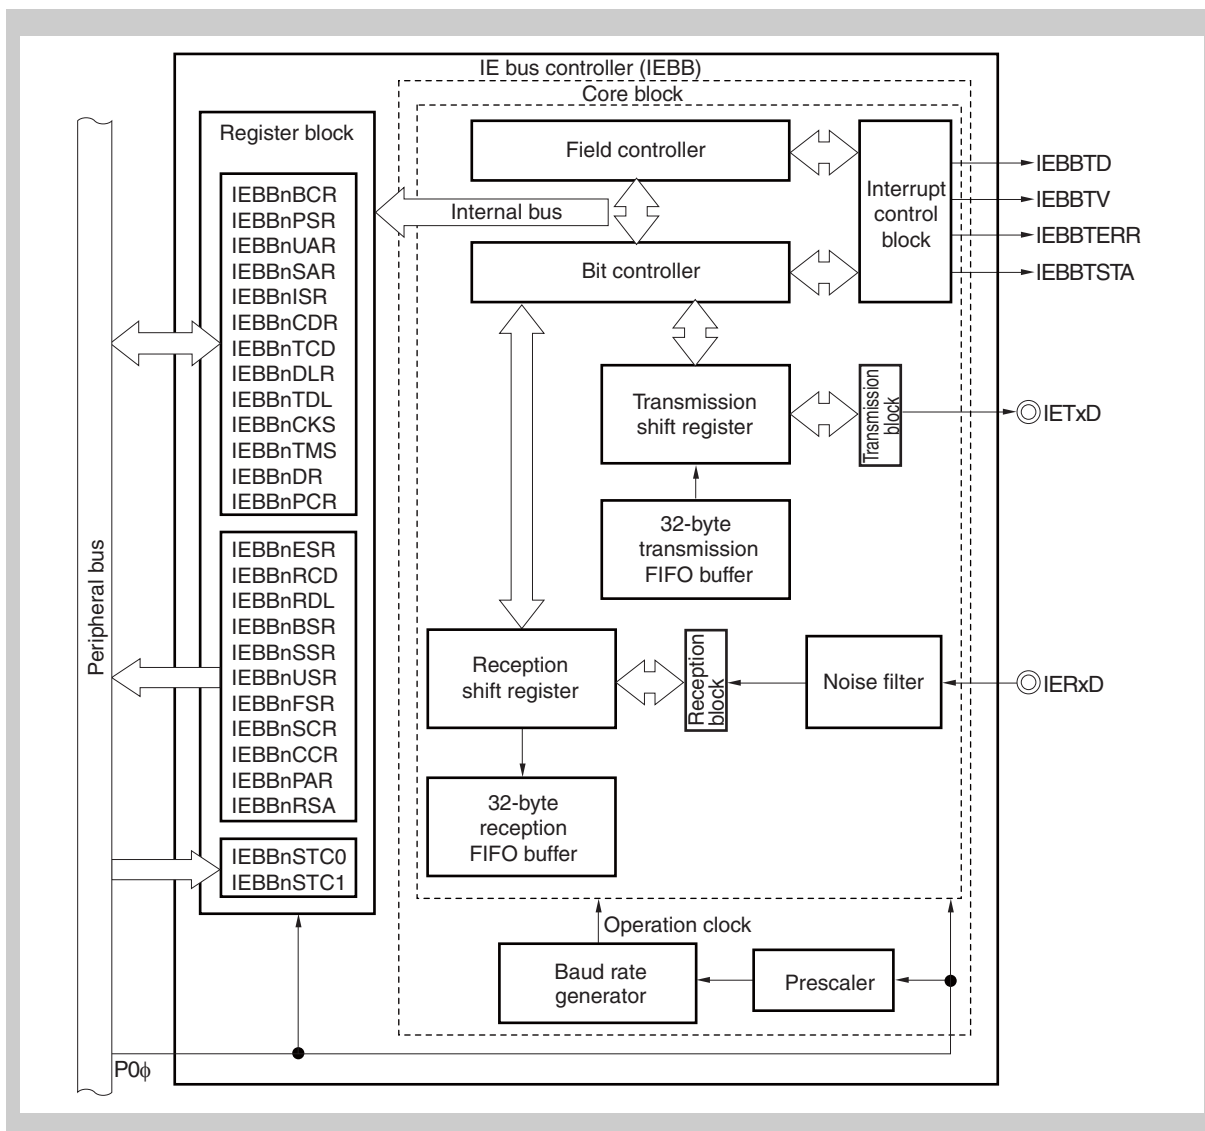 IE bus controller (IEBB)
Core block
Register block
Field controller
Interrupt
control
block
IEBBTD
IEBBTV
IEBBTERR
IEBBTSTA
Internal bus
Bit controller
IEBBnBCR
IEBBnPSR
IEBBnUAR
IEBBnSAR
IEBBnISR
IEBBnCDR
IEBBnTCD
IEBBnDLR
IEBBnTDL
IEBBnCKS
IEBBnTMS
IEBBnDR
IEBBnPCR
Transmission
shift register
Transmission
block
IETxD
32-byte
transmission
FIFO buffer
Peripheral bus
IEBBnESR
IEBBnRCD
IEBBnRDL
IEBBnBSR
IEBBnSSR
IEBBnUSR
IEBBnFSR
IEBBnSCR
IEBBnCCR
IEBBnPAR
IEBBnRSA
Reception
shift register
Reception
block
Noise filter
IERxD
32-byte
reception
FIFO buffer
IEBBnSTC0
IEBBnSTC1
Operation clock
Baud rate
generator
Prescaler
P0ϕ